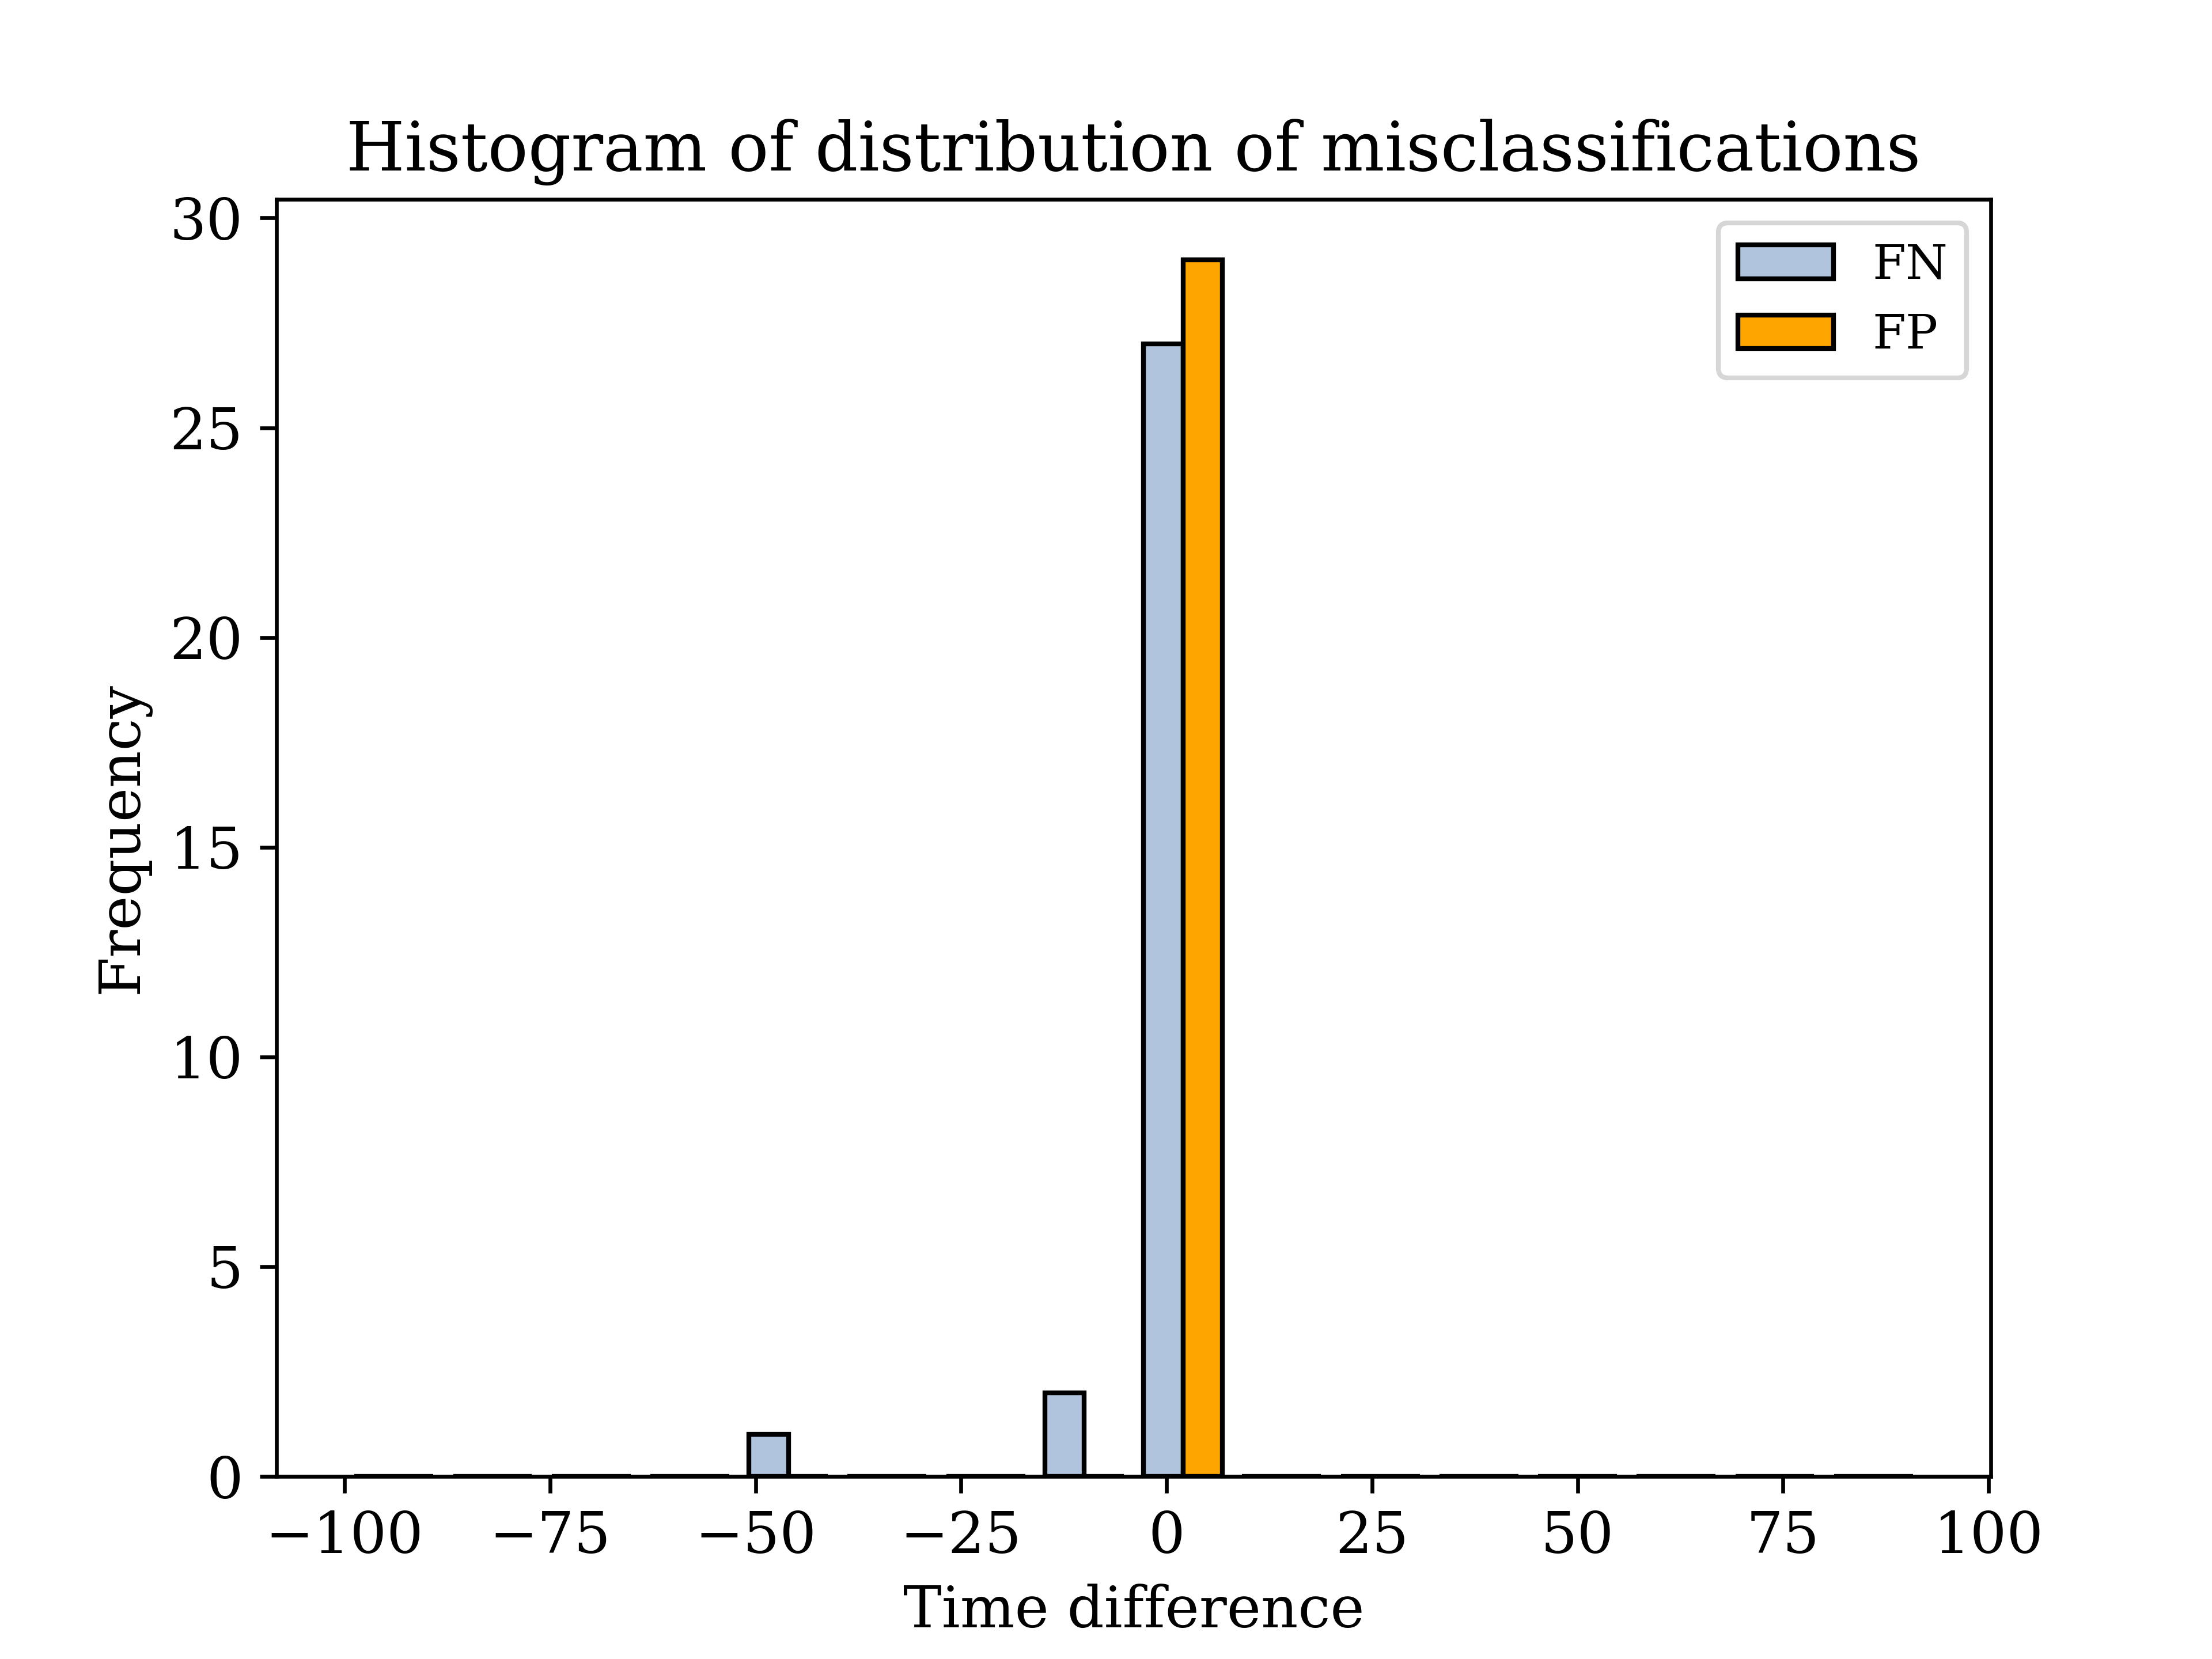 Histogram of distribution of misclassifications
30
25
20
15
10
5
0
Frequency
FN
FP
−100 −75 −50 −25 0 25 50 75 100
Time difference